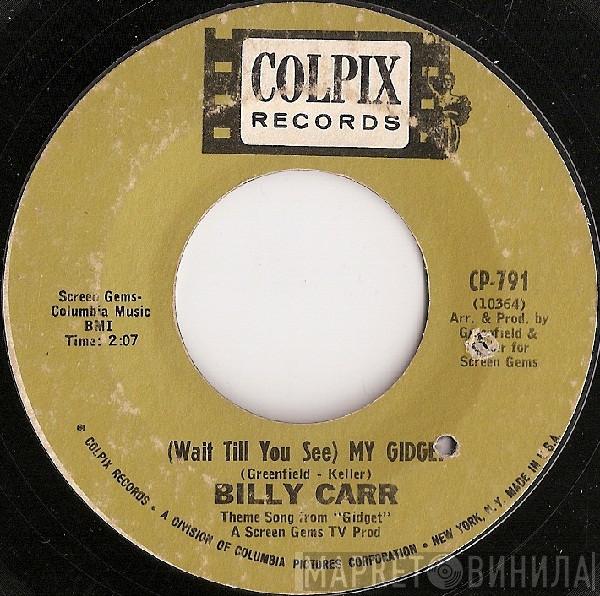 COLPIX
RECORDS
Screen Gems-
Columbia Music
BMI
Time: 2:07
CP-791
(10364)
Arr. & Prod. by
&
for
Screen Gems
(Wait Till You See) MY
(Greenfield - Keller)
BILLY CARR
Theme Song from "Gidget"
A Screen Gems TV Prod
COLPIX RECORDS - A DIVISION OF COLUMBIA PICTURES CORPORATION - NEW YORK, N.Y. MADE IN U.S.A.
МАРКЕТ ВИНИЛА